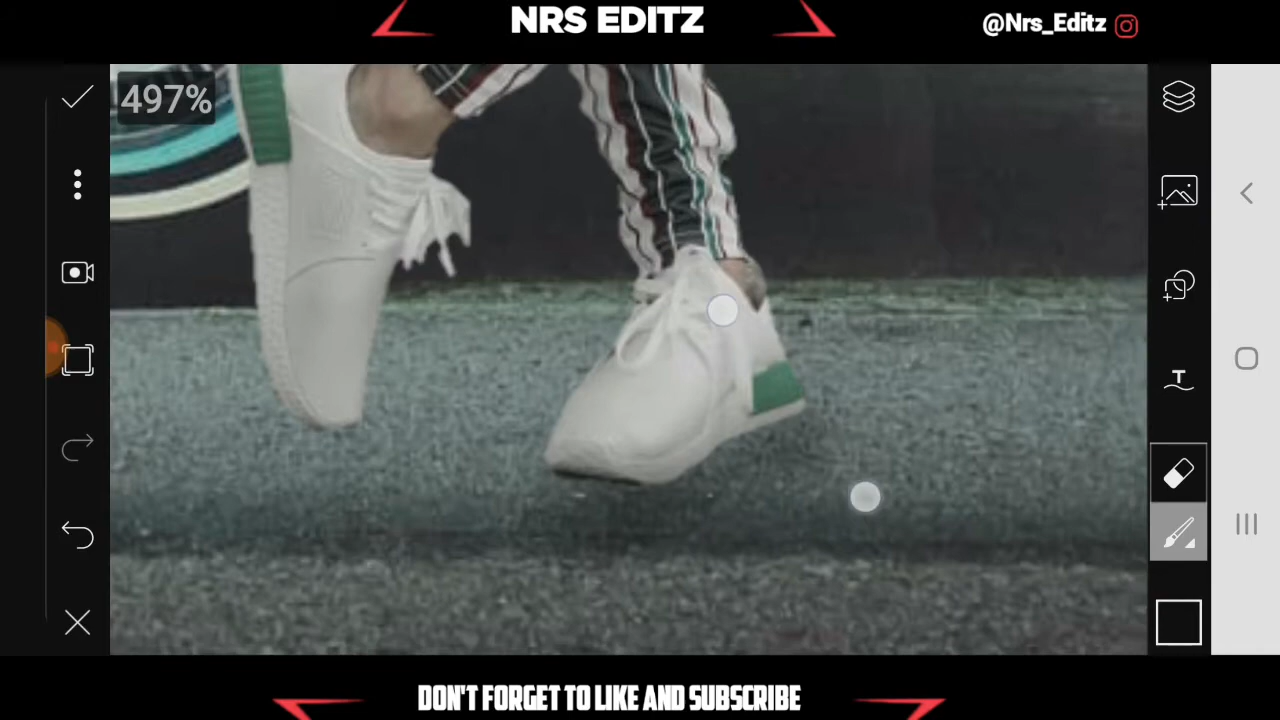 NRS EDITZ
@Nrs_Editz
497%
T
DON'T FORGET TO LIKE AND SUBSCRIBE